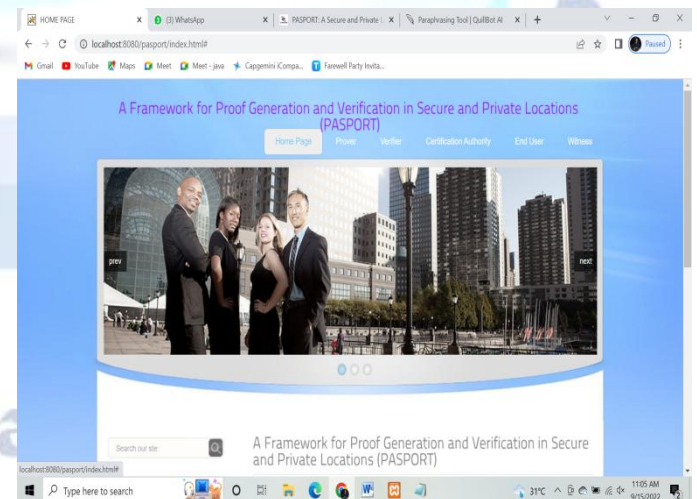 HOME PAGE
(3) WhatsApp
PASPORT: A Secure and Private
Paraphrasing Tool | QuillBot AI
localhost:8080/pasport/index.html#
Paused
Gmail
YouTube
Maps
Meet
Meet - java
Capgemini iCompa...
Farewell Party Invita...
A Framework for Proof Generation and Verification in Secure and Private Locations
(PASPORT)
Home Page
Prover
Verifier
Certification Authority
End User
Witness
prev
next
Search our site:
A Framework for Proof Generation and Verification in Secure
and Private Locations (PASPORT)
localhost:8080/pasport/index.html#
Type here to search
31°C
11:05 AM
9/15/2022